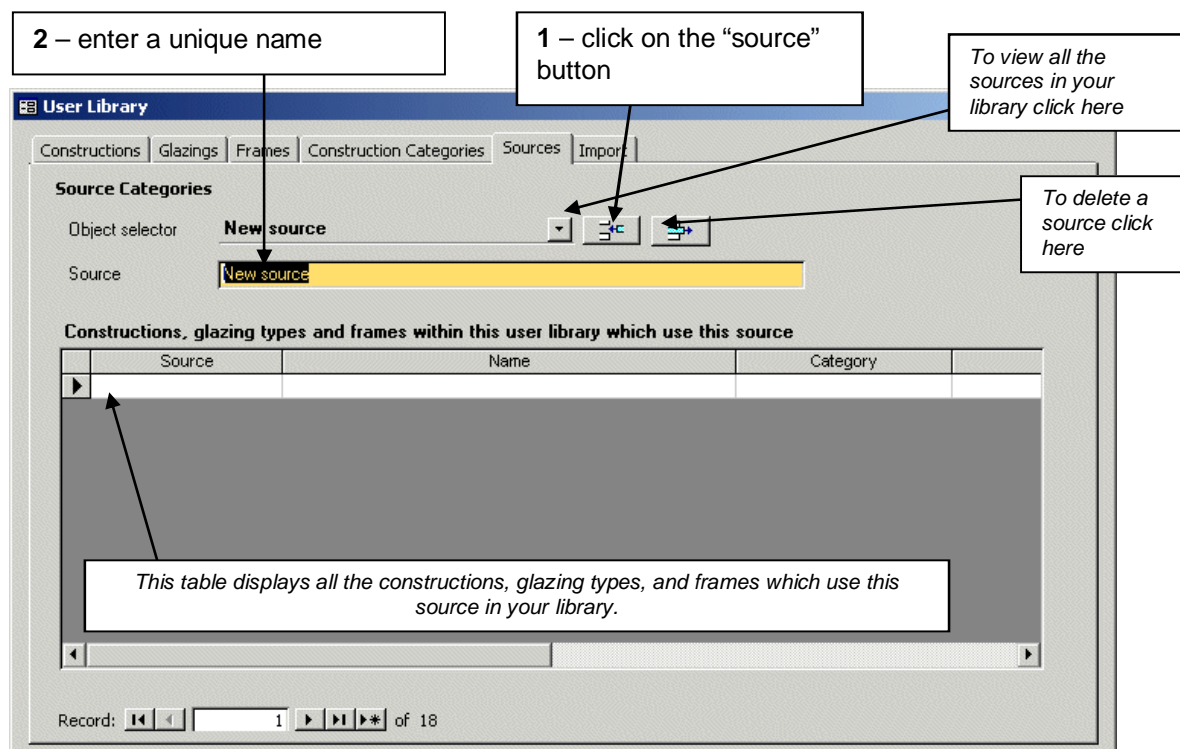 2 – enter a unique name
1 – click on the “source”
button
To view all the
sources in your
library click here
User Library
Constructions Glazings Frames Construction Categories Sources Import
Source Categories
To delete a
source click
here
Object selector New source
Source New source
Constructions, glazing types and frames within this user library which use this source
Source Name Category
This table displays all the constructions, glazing types, and frames which use this
source in your library.
Record: 1 of 18